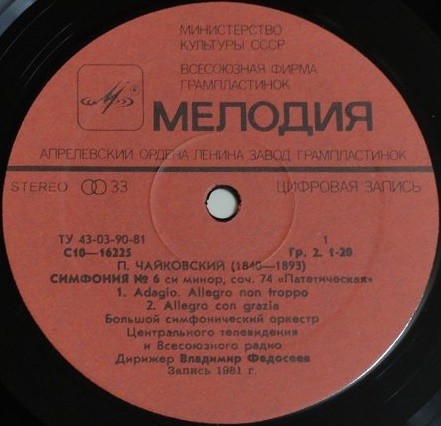 МИНИСТЕРСТВО
КУЛЬТУРЫ СССР
ВСЕСОЮЗНАЯ ФИРМА
ГРАМПЛАСТИНОК
МЕЛОДИЯ
АПРЕЛЕВСКИЙ ОРДЕНА ЛЕНИНА ЗАВОД ГРАМПЛАСТИНОК
STEREO 33 ЦИФРОВАЯ ЗАПИСЬ
ТУ 43-03-90-81 1
С10—16225 Гр. 2. 1-20
П. ЧАЙКОВСКИЙ (1840—1893)
СИМФОНИЯ № 6 си минор, соч. 74 «Патетическая»
1. Adagio. Allegro non troppo
2. Allegro con grazia
Большой симфонический оркестр
Центрального телевидения
и Всесоюзного радио
Дирижер Владимир Федосеев
Запись 1981 г.